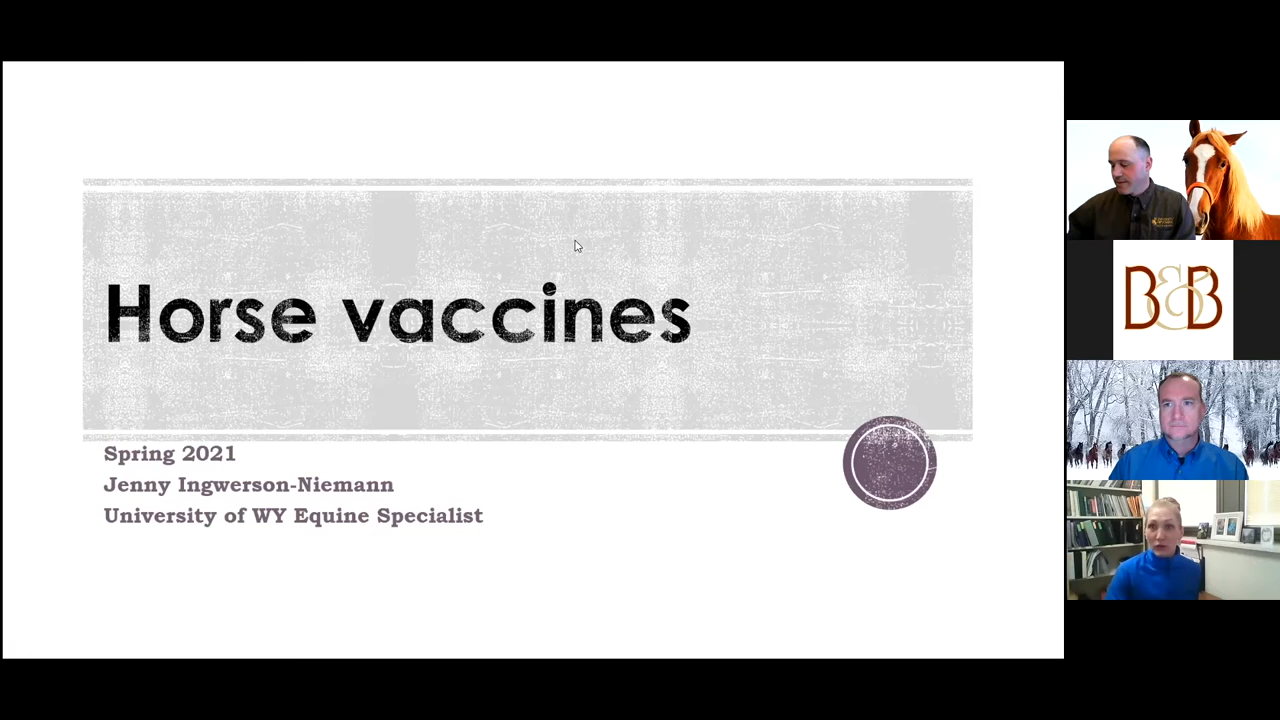 Horse vaccines
Spring 2021
Jenny Ingwerson-Niemann
University of WY Equine Specialist
B&B